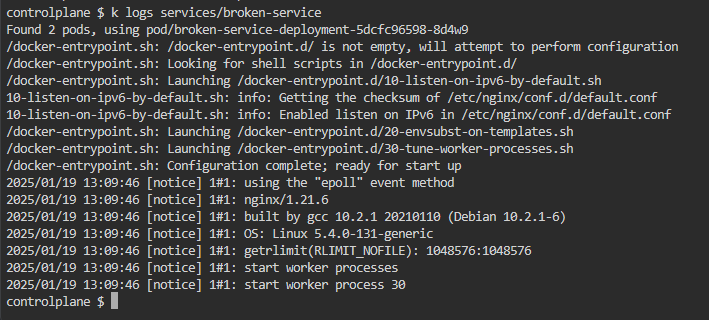 controlplane $ k logs services/broken-service
Found 2 pods, using pod/broken-service-deployment-5dcfc96598-8d4w9
/docker-entrypoint.sh: /docker-entrypoint.d/ is not empty, will attempt to perform configuration
/docker-entrypoint.sh: Looking for shell scripts in /docker-entrypoint.d/
/docker-entrypoint.sh: Launching /docker-entrypoint.d/10-listen-on-ipv6-by-default.sh
10-listen-on-ipv6-by-default.sh: info: Getting the checksum of /etc/nginx/conf.d/default.conf
10-listen-on-ipv6-by-default.sh: info: Enabled listen on IPv6 in /etc/nginx/conf.d/default.conf
/docker-entrypoint.sh: Launching /docker-entrypoint.d/20-envsubst-on-templates.sh
/docker-entrypoint.sh: Launching /docker-entrypoint.d/30-tune-worker-processes.sh
/docker-entrypoint.sh: Configuration complete; ready for start up
2025/01/19 13:09:46 [notice] 1#1: using the "epoll" event method
2025/01/19 13:09:46 [notice] 1#1: nginx/1.21.6
2025/01/19 13:09:46 [notice] 1#1: built by gcc 10.2.1 20210110 (Debian 10.2.1-6)
2025/01/19 13:09:46 [notice] 1#1: OS: Linux 5.4.0-131-generic
2025/01/19 13:09:46 [notice] 1#1: getrlimit(RLIMIT_NOFILE): 1048576:1048576
2025/01/19 13:09:46 [notice] 1#1: start worker processes
2025/01/19 13:09:46 [notice] 1#1: start worker process 30
controlplane $